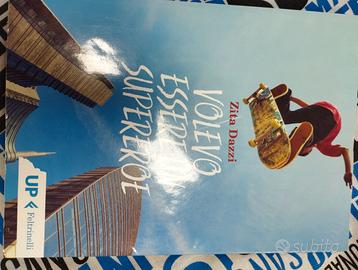 Zita Dazzi
VOLEVO
ESSERE UN
SUPEREROE
UP
Feltrinelli
subito